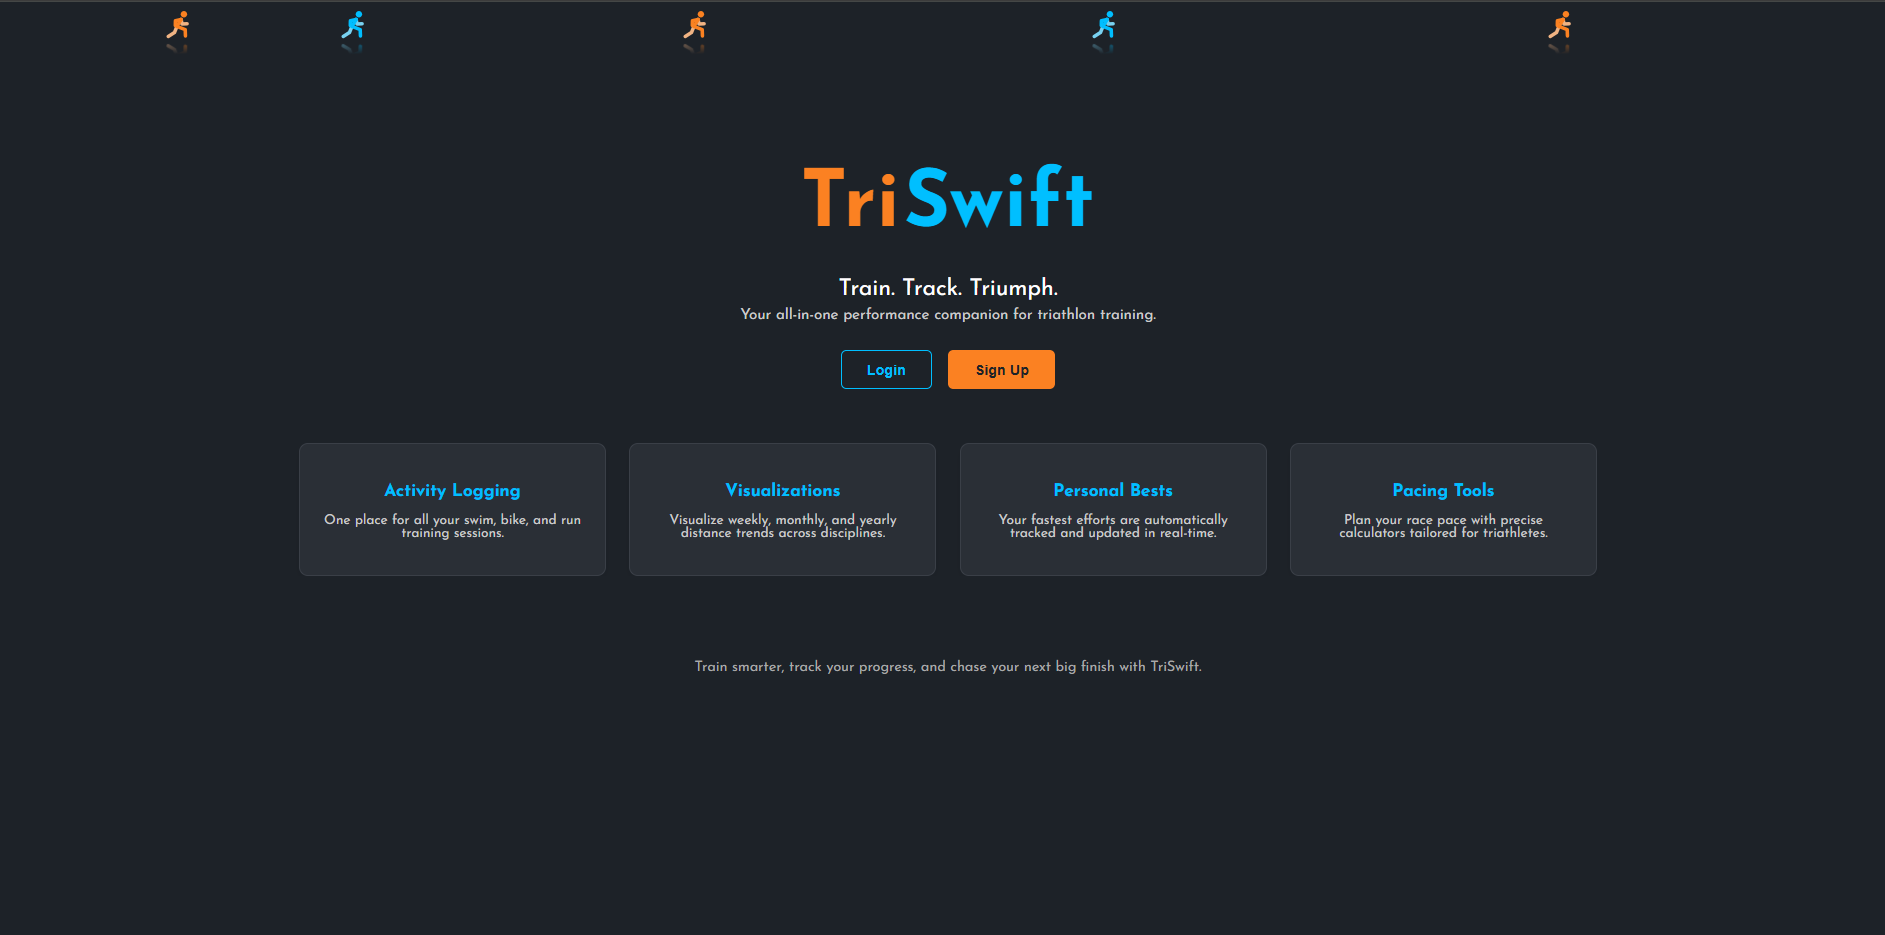 TriSwift
Train. Track. Triumph.
Your all-in-one performance companion for triathlon training.
Login
Sign Up
Activity Logging
One place for all your swim, bike, and run
training sessions.
Visualizations
Visualize weekly, monthly, and yearly
distance trends across disciplines.
Personal Bests
Your fastest efforts are automatically
tracked and updated in real-time.
Pacing Tools
Plan your race pace with precise
calculators tailored for triathletes.
Train smarter, track your progress, and chase your next big finish with TriSwift.